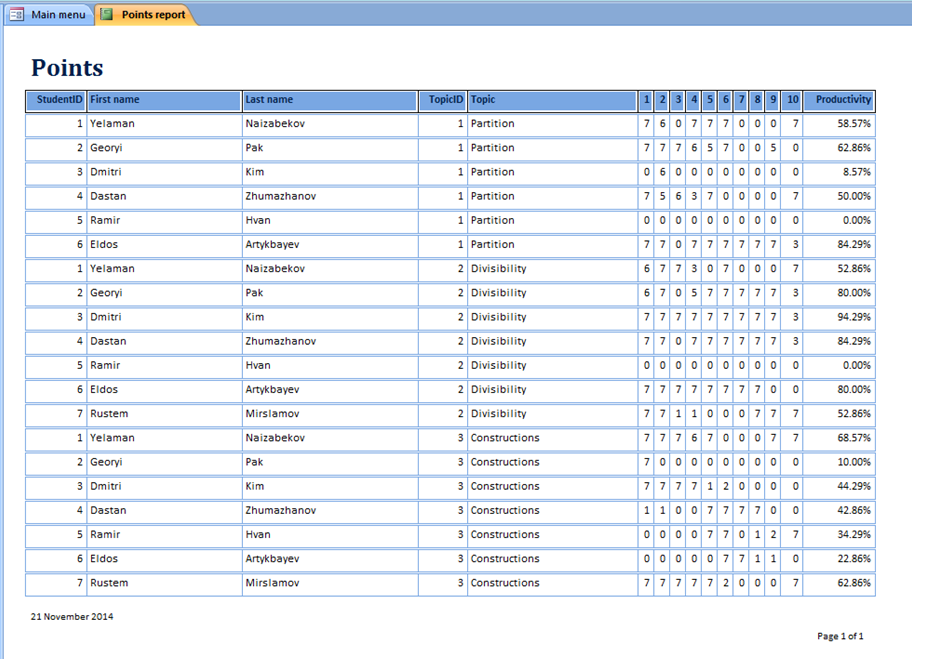 Main menu Points report
Points
StudentID First name Last name TopicID Topic 1 2 3 4 5 6 7 8 9 10 Productivity
1 Yelaman Naizabekov 1 Partition 7 6 0 7 7 7 0 0 0 7 58.57%
2 Georyi Pak 1 Partition 7 7 7 6 5 7 0 0 5 0 62.86%
3 Dmitri Kim 1 Partition 0 6 0 0 0 0 0 0 0 0 8.57%
4 Dastan Zhumazhanov 1 Partition 7 5 6 3 7 0 0 0 0 7 50.00%
5 Ramir Hvan 1 Partition 0 0 0 0 0 0 0 0 0 0 0.00%
6 Eldos Artykbayev 1 Partition 7 7 0 7 7 7 7 7 7 3 84.29%
1 Yelaman Naizabekov 2 Divisibility 6 7 7 3 0 7 0 0 0 7 52.86%
2 Georyi Pak 2 Divisibility 6 7 0 5 7 7 7 7 7 3 80.00%
3 Dmitri Kim 2 Divisibility 7 7 7 7 7 7 7 7 7 3 94.29%
4 Dastan Zhumazhanov 2 Divisibility 7 7 0 7 7 7 7 7 7 3 84.29%
5 Ramir Hvan 2 Divisibility 0 0 0 0 0 0 0 0 0 0 0.00%
6 Eldos Artykbayev 2 Divisibility 7 7 7 7 7 7 7 7 0 0 80.00%
7 Rustem Mirslamov 2 Divisibility 7 7 1 1 0 0 0 7 7 7 52.86%
1 Yelaman Naizabekov 3 Constructions 7 7 7 6 7 0 0 0 7 7 68.57%
2 Georyi Pak 3 Constructions 7 0 0 0 0 0 0 0 0 0 10.00%
3 Dmitri Kim 3 Constructions 7 7 7 7 1 2 0 0 0 0 44.29%
4 Dastan Zhumazhanov 3 Constructions 1 1 0 0 7 7 7 7 0 0 42.86%
5 Ramir Hvan 3 Constructions 0 0 0 0 7 7 0 1 2 7 34.29%
6 Eldos Artykbayev 3 Constructions 0 0 0 0 0 7 7 1 1 0 22.86%
7 Rustem Mirslamov 3 Constructions 7 7 7 7 7 2 0 0 0 7 62.86%
21 November 2014
Page 1 of 1